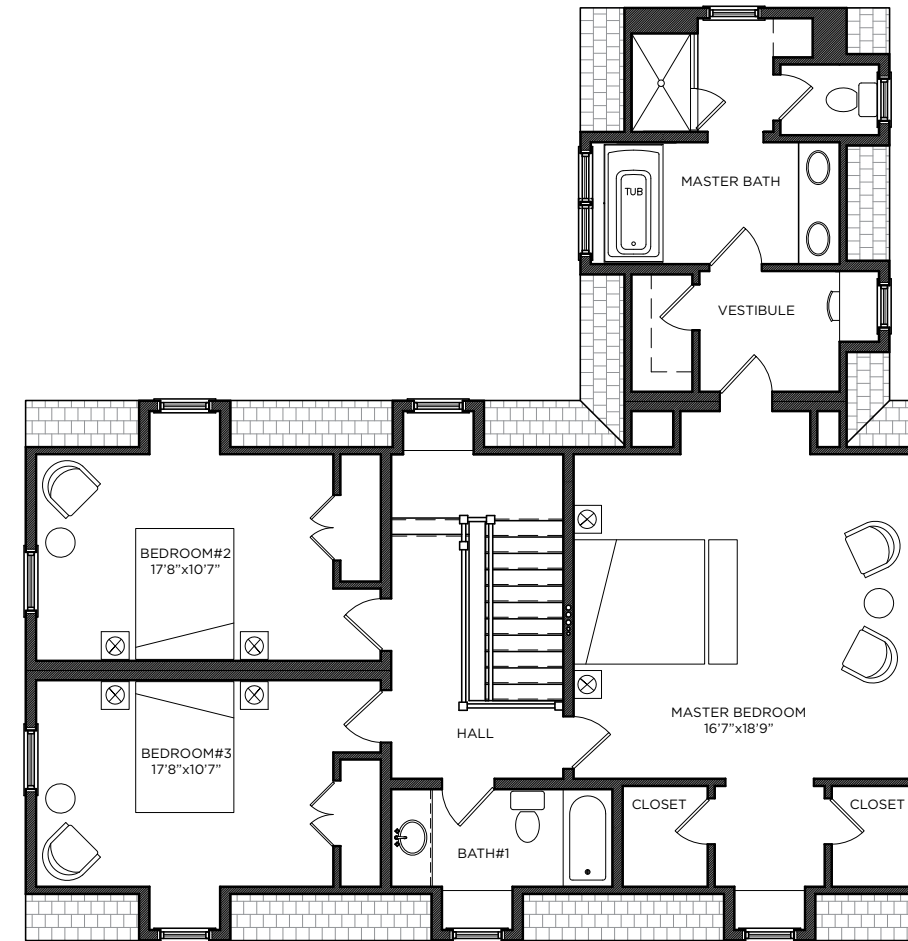 TUB
MASTER BATH
VESTIBULE
BEDROOM#2
17'8”x10'7”
MASTER BEDROOM
16'7”x18'9”
HALL
BEDROOM#3
17'8”x10'7”
CLOSET
CLOSET
BATH#1